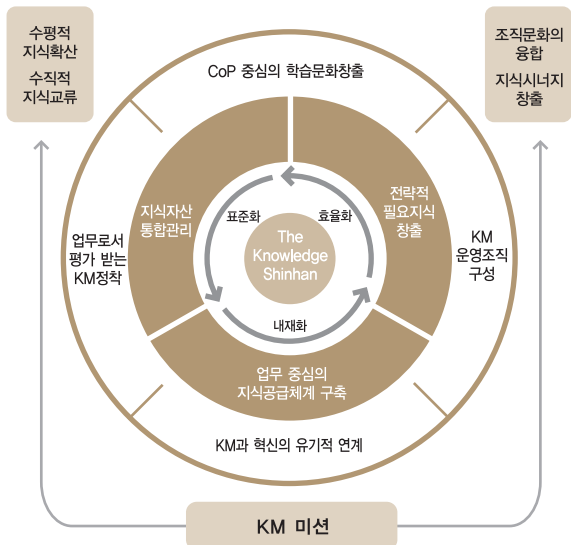 수평적
지식확산
수직적
지식교류
조직문화의
융합
지식시너지
창출
CoP 중심의 학습문화창출
지식자산
통합관리
전략적
필요지식
창출
표준화
효율화
The
Knowledge
Shinhan
업무로서
평가 받는
KM정착
KM
운영조직
구성
내재화
업무 중심의
지식공급체계 구축
KM과 혁신의 유기적 연계
KM 미션